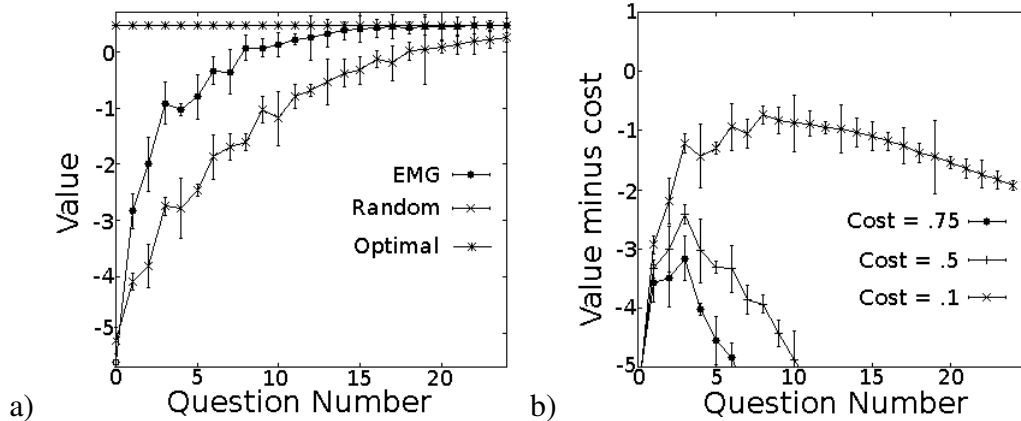 0
-1
-2
-3
-4
-5
Value
EMG
Random
Optimal
0 5 10 15 20
Question Number
a)
1
0
-1
-2
-3
-4
-5
Value minus cost
Cost = .75
Cost = .5
Cost = .1
0 5 10 15 20
Question Number
b)